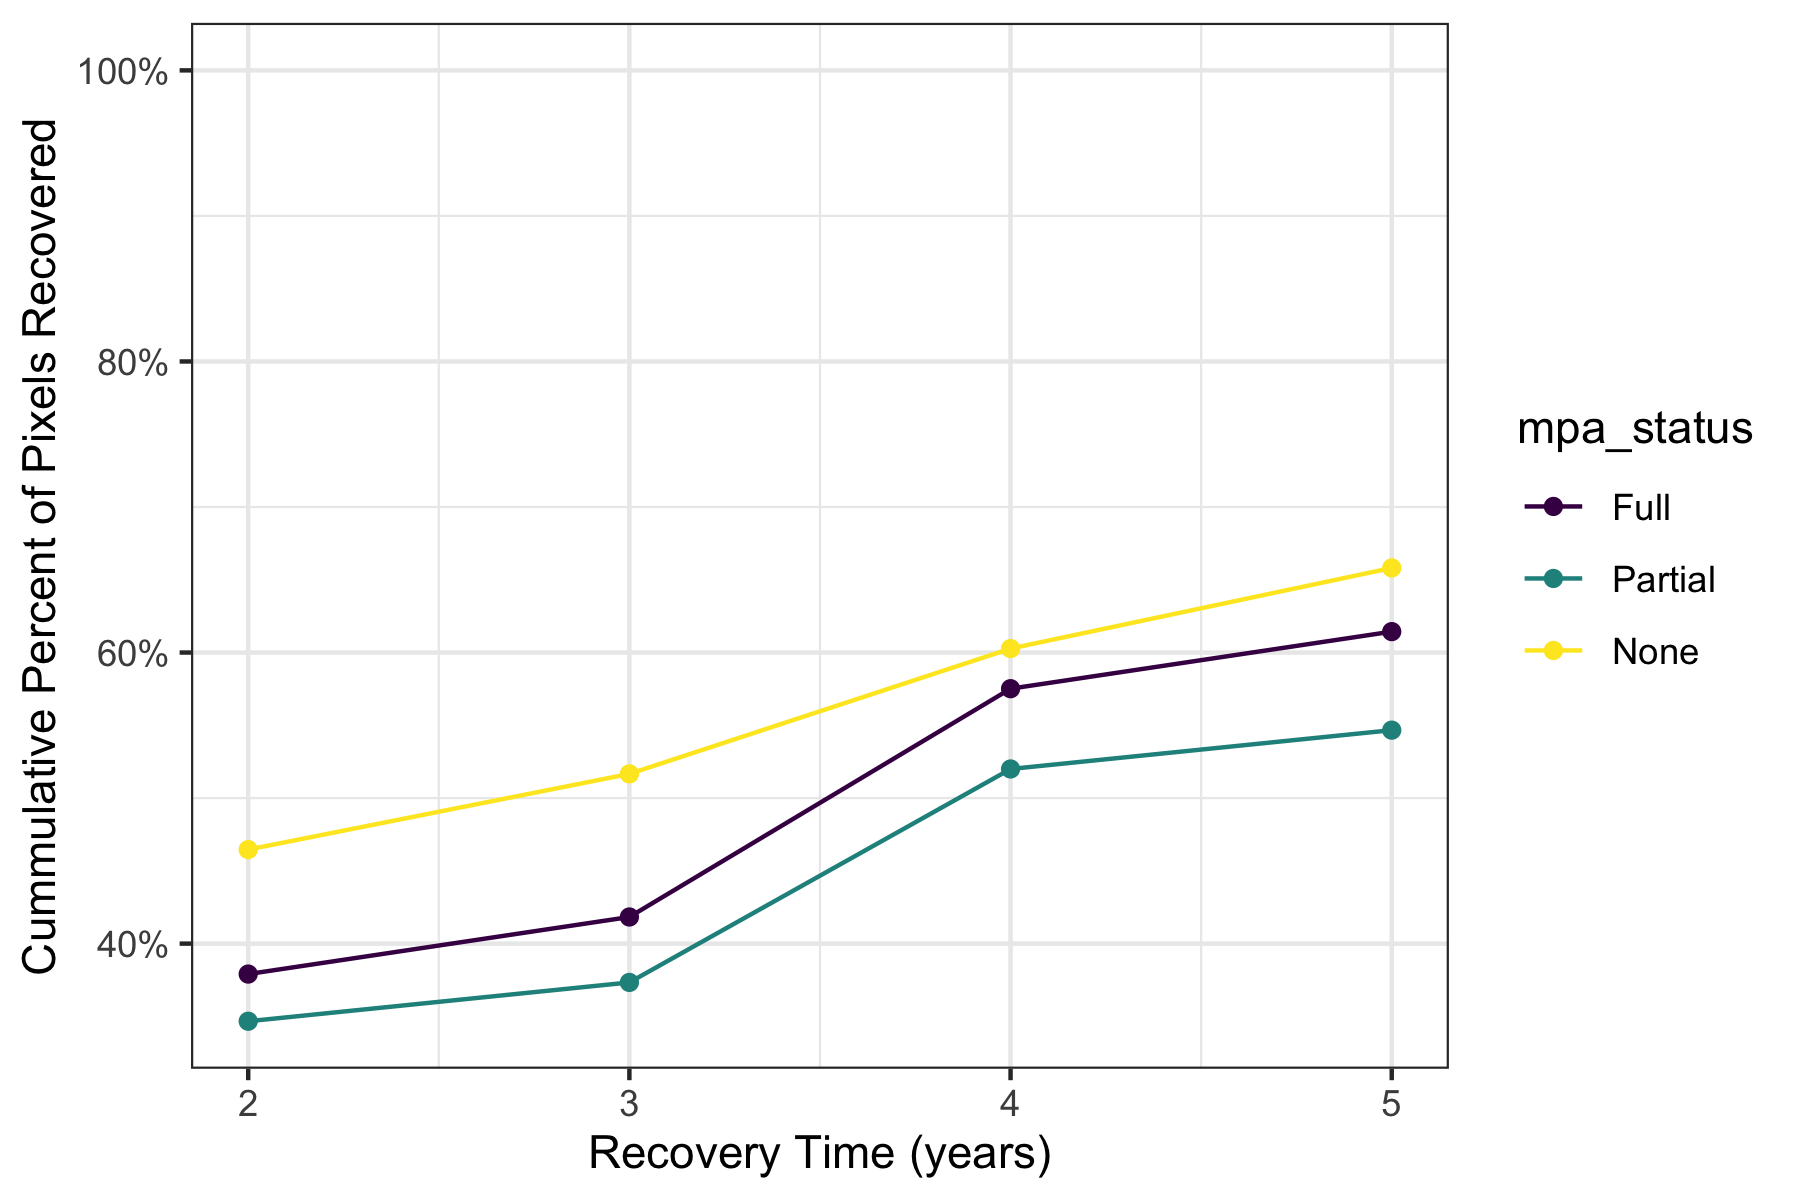 Cummulative Percent of Pixels Recovered
100%
80%
60%
40%
2
3
4
5
Recovery Time (years)
mpa_status
Full
Partial
None